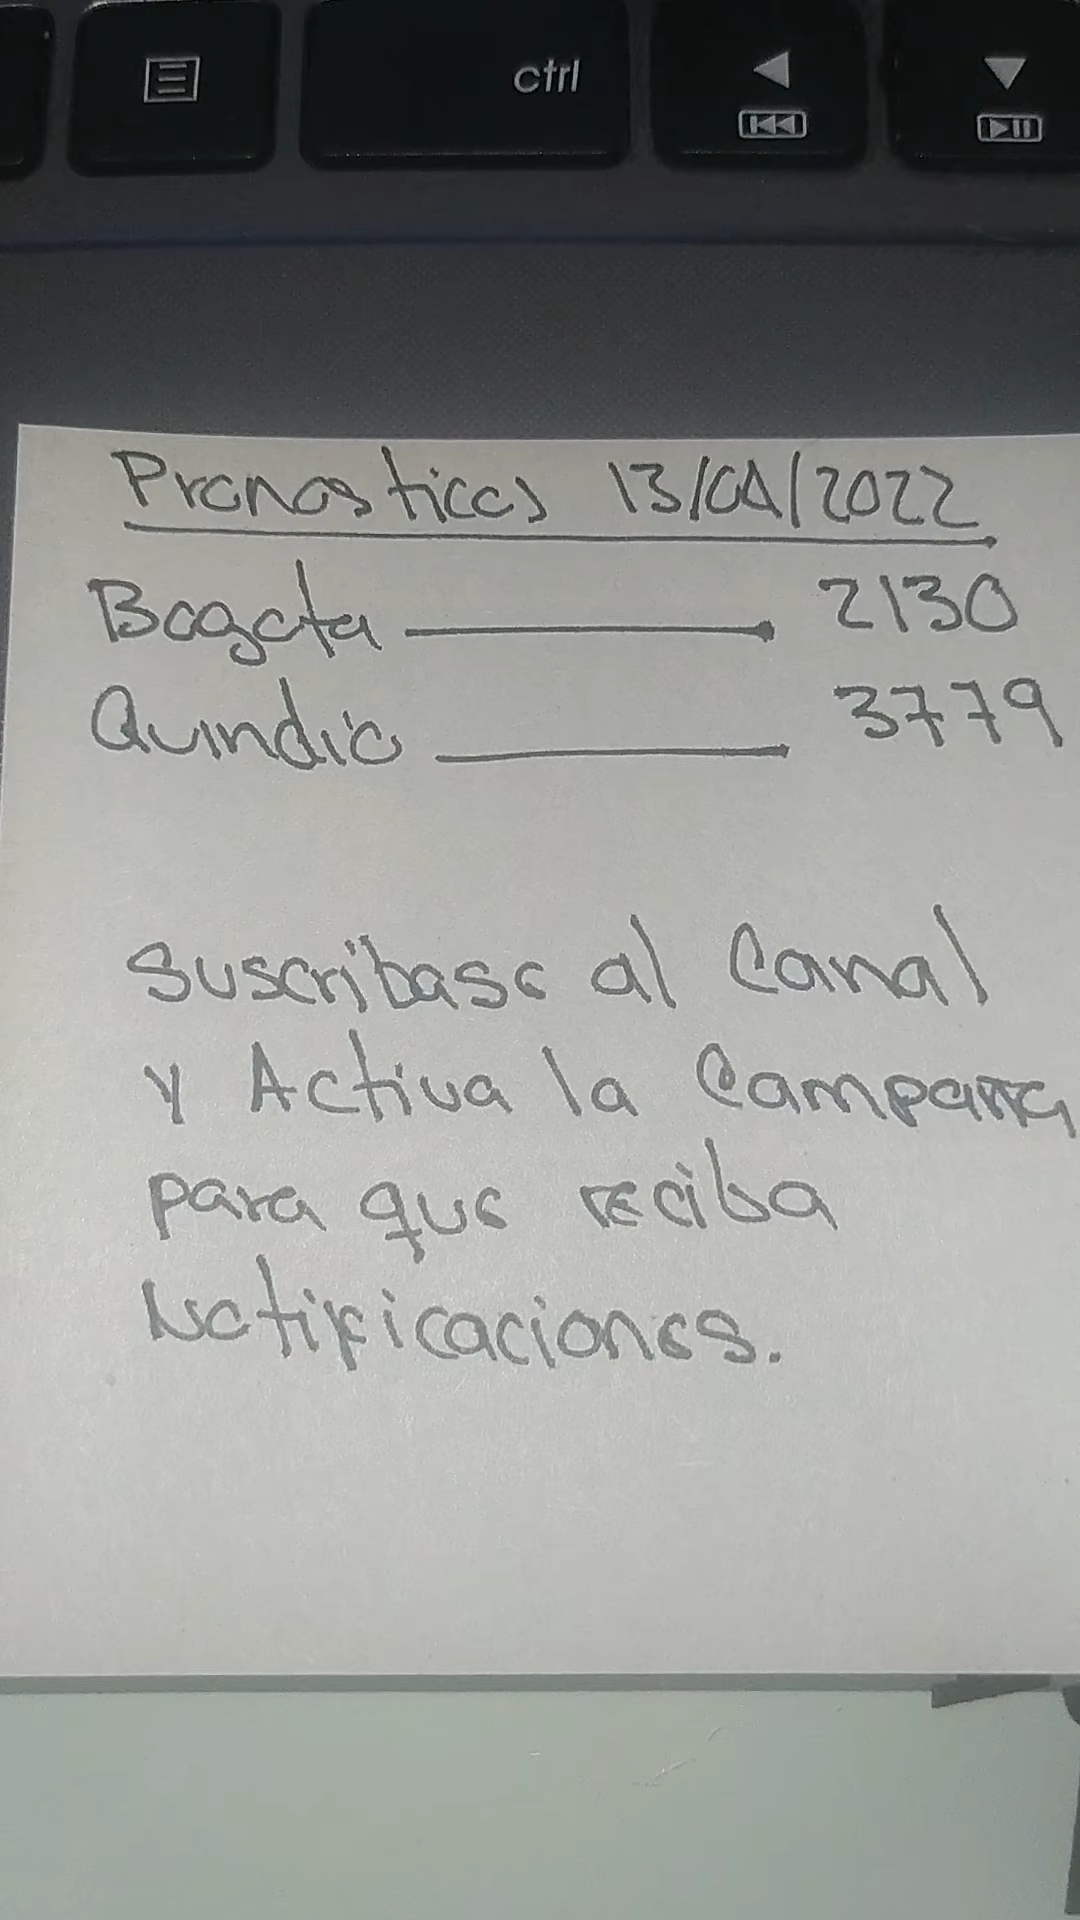 ctrl
Pronosticos 13/04/2022
Bogota 2130
Quindio 3779
Suscribase al Canal
y Activa la Campana
para que reciba
Notificaciones.